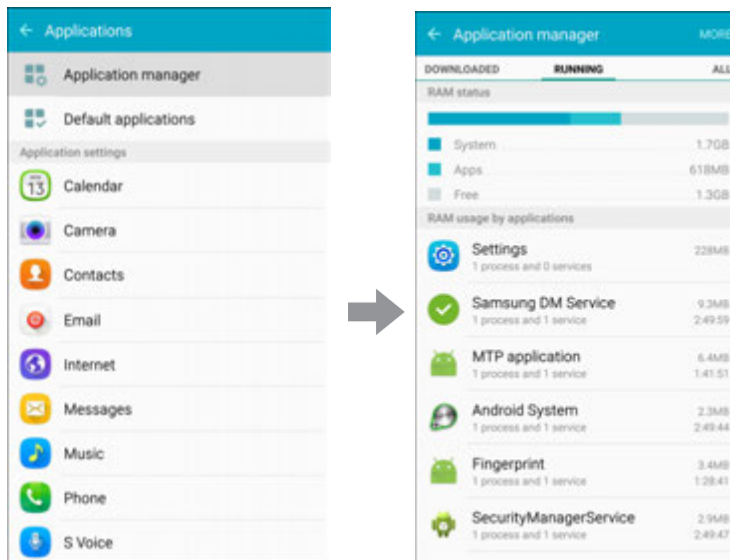 Applications
Application manager
Default applications
Application settings
13
Calendar
Camera
Contacts
Email
Internet
Messages
Music
Phone
S Voice
Application manager MORE
DOWNLOADED RUNNING ALL
RAM status
System 1.7GB
Apps 618MB
Free 1.3GB
RAM usage by applications
Settings 228MB
1 process and 0 services
Samsung DM Service 9.3MB
1 process and 1 service 2:49:59
MTP application 6.4MB
1 process and 1 service 1:41:51
Android System 2.3MB
1 process and 1 service 2:49:44
Fingerprint 3.4MB
1 process and 1 service 1:28:41
SecurityManagerService 2.9MB
1 process and 1 service 2:49:47